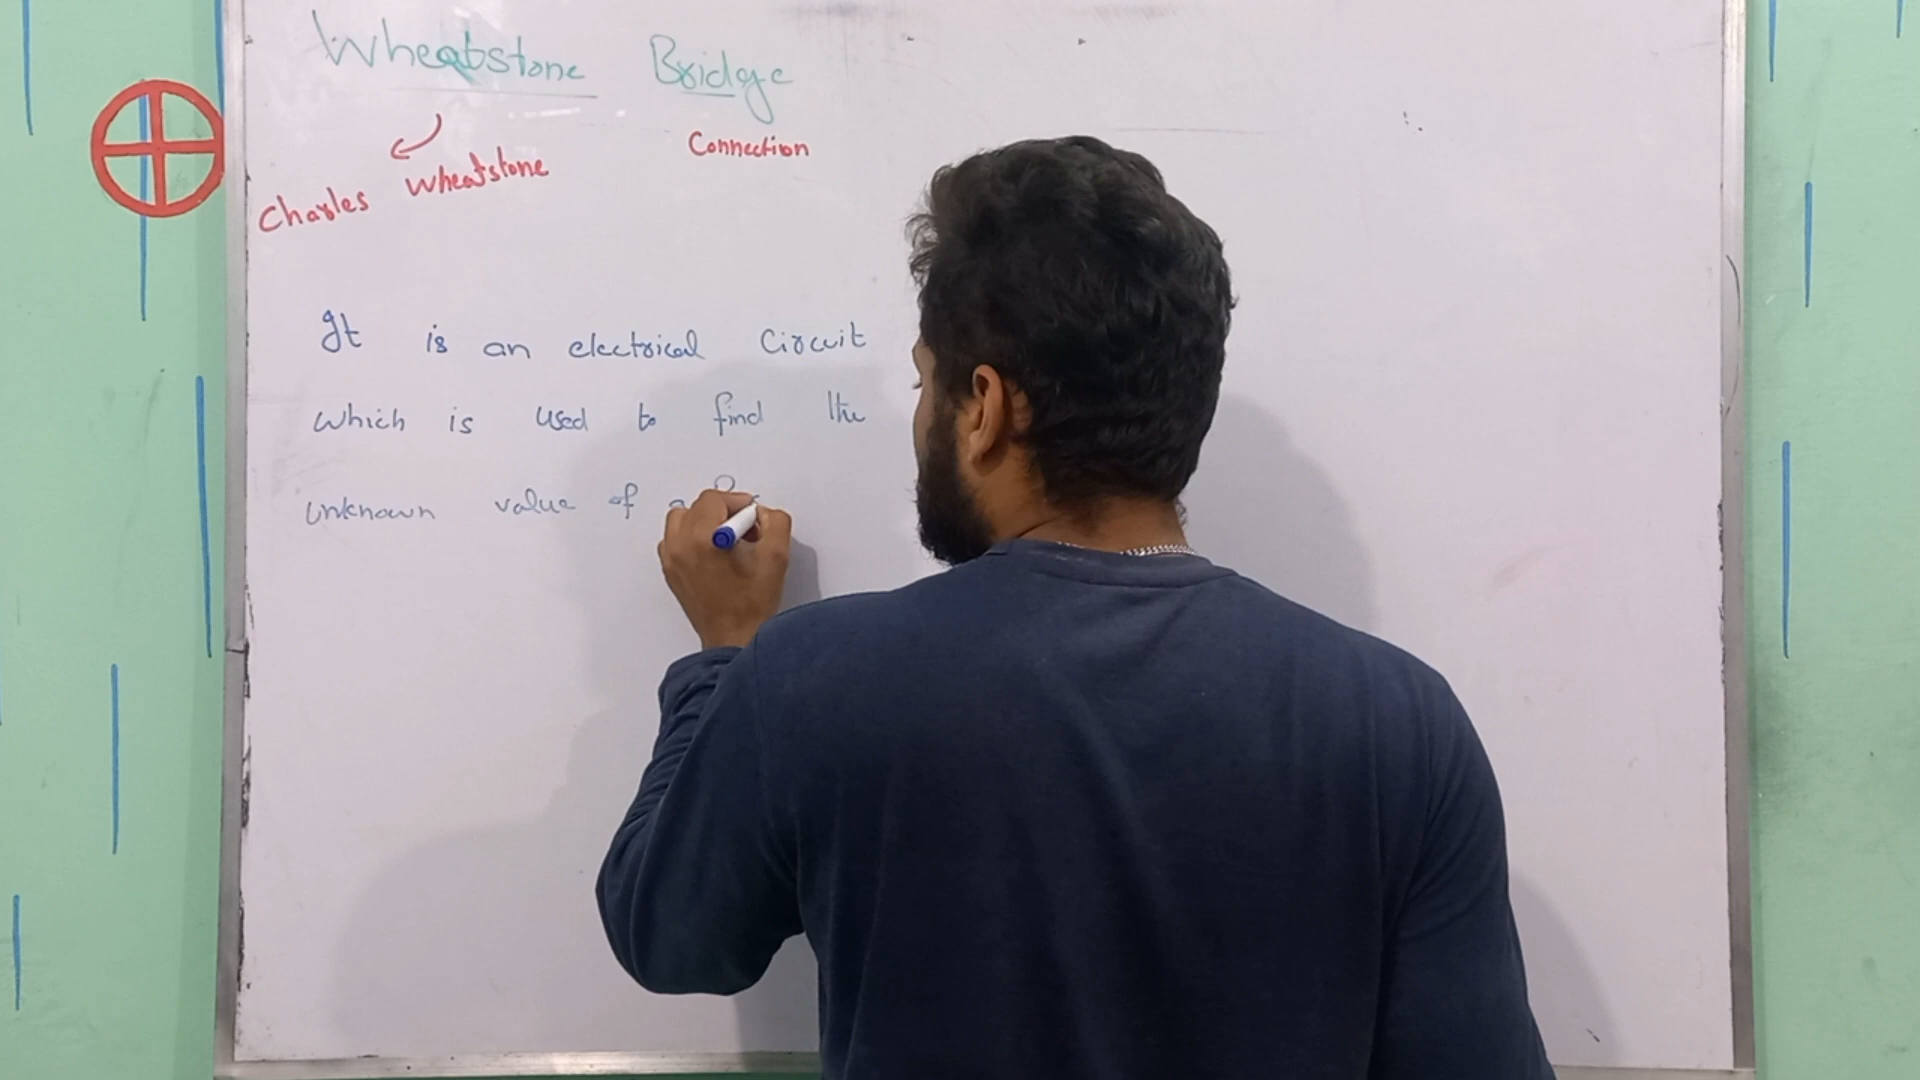 Wheatstone Bridge
Connection
Charles Wheatstone
It is an electrical circuit
which is used to find the
unknown value of a